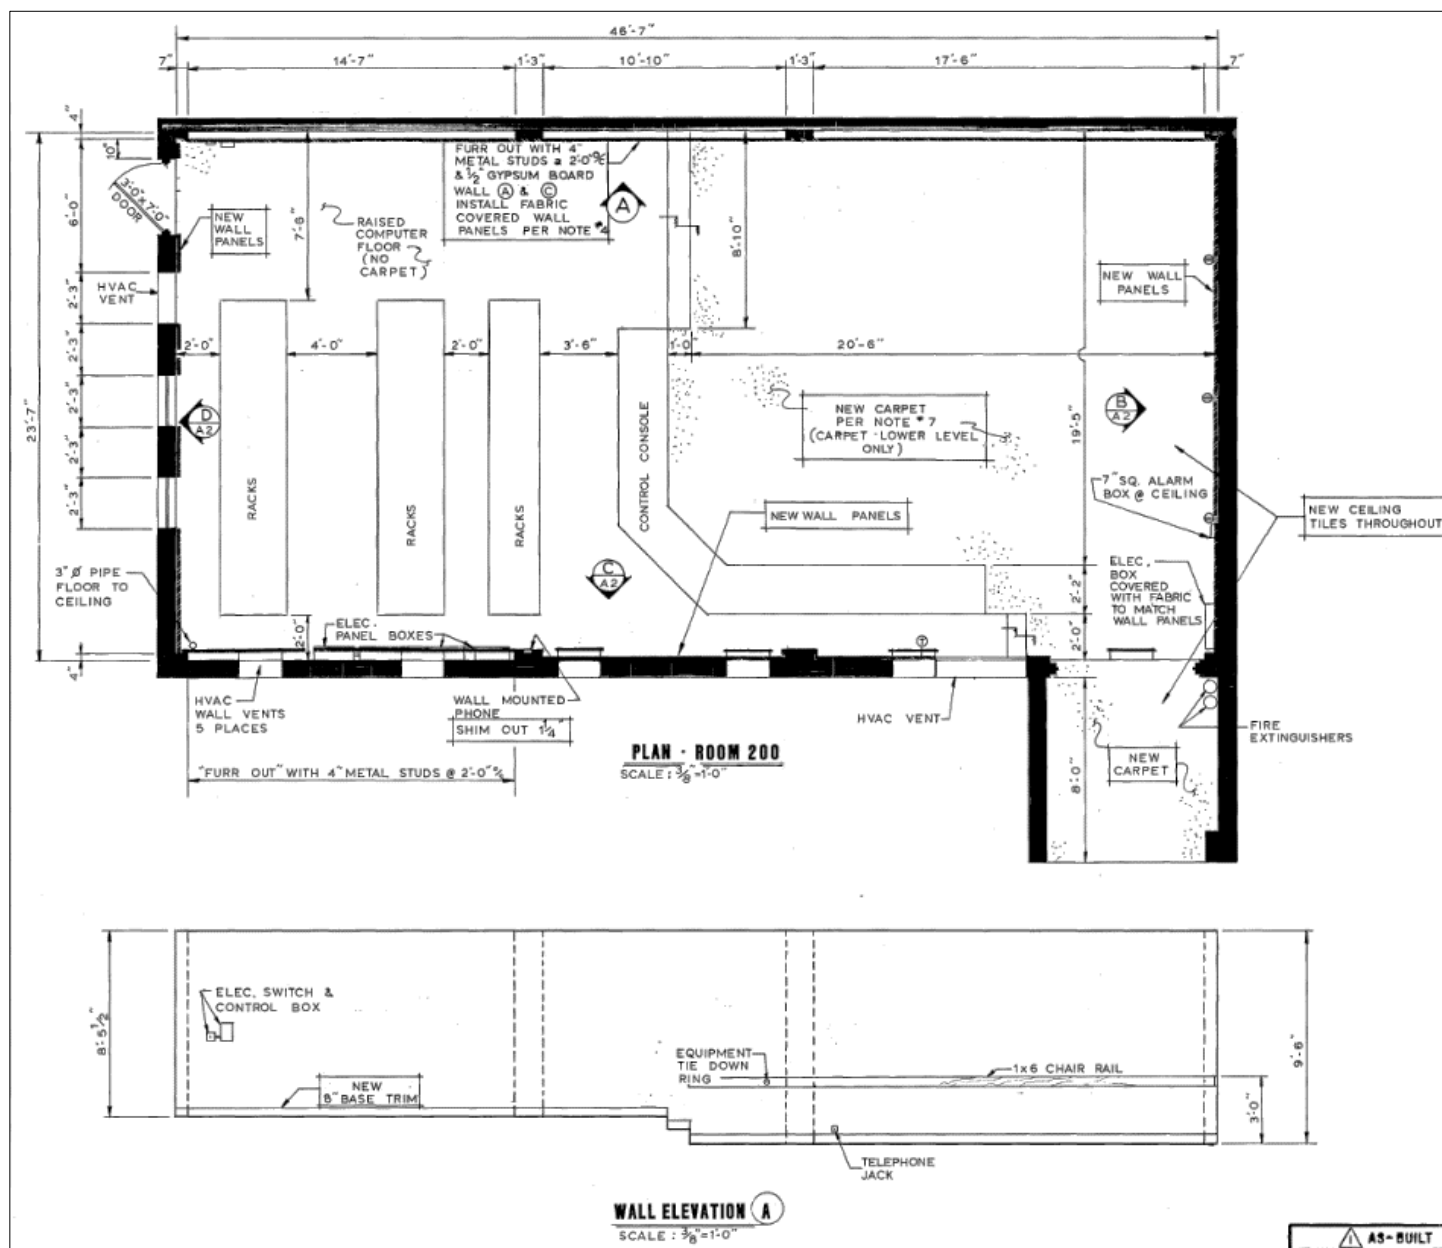 46'-7"
7" 14'-7" 1'-3" 10'-10" 1'-3" 17'-6" 7"
4"
10"
6'-0"
3'-0" x 7'-0"
DOOR
NEW
WALL
PANELS
7'-6"
RAISED
COMPUTER
FLOOR
(NO
CARPET)
FURR OUT WITH 4"
METAL STUDS @ 2'-0" ℄
& ½" GYPSUM BOARD
WALL Ⓐ & Ⓒ
INSTALL FABRIC
COVERED WALL
PANELS PER NOTE #4
A
8'-10"
NEW WALL
PANELS
HVAC
VENT
2'-3"
2'-3"
2'-3"
2'-3"
2'-3"
23'-7"
2'-0" 4'-0" 2'-0" 3'-6" 1'-0" 20'-6"
D
A2
B
A2
NEW CARPET
PER NOTE #7
(CARPET-LOWER LEVEL
ONLY)
19'-5"
CONTROL CONSOLE
RACKS
RACKS
RACKS
7" SQ. ALARM
BOX @ CEILING
NEW CEILING
TILES THROUGHOUT
NEW WALL PANELS
3" Ø PIPE
FLOOR TO
CEILING
C
A2
ELEC.
BOX
COVERED
WITH FABRIC
TO MATCH
WALL PANELS
2'-2"
2'-0"
2'-0"
ELEC.
PANEL BOXES
T
4"
HVAC
WALL VENTS
5 PLACES
WALL MOUNTED
PHONE
SHIM OUT 1¼"
HVAC VENT
FIRE
EXTINGUISHERS
NEW
CARPET
8'-0"
PLAN - ROOM 200
SCALE: ⅜"=1'-0"
"FURR OUT" WITH 4" METAL STUDS @ 2'-0" ℄
8'-5½"
ELEC. SWITCH &
CONTROL BOX
NEW
8" BASE TRIM
EQUIPMENT
TIE DOWN
RING
1x6 CHAIR RAIL
3'-0"
9'-6"
TELEPHONE
JACK
WALL ELEVATION A
SCALE: ⅜"=1'-0"
1 AS-BUILT